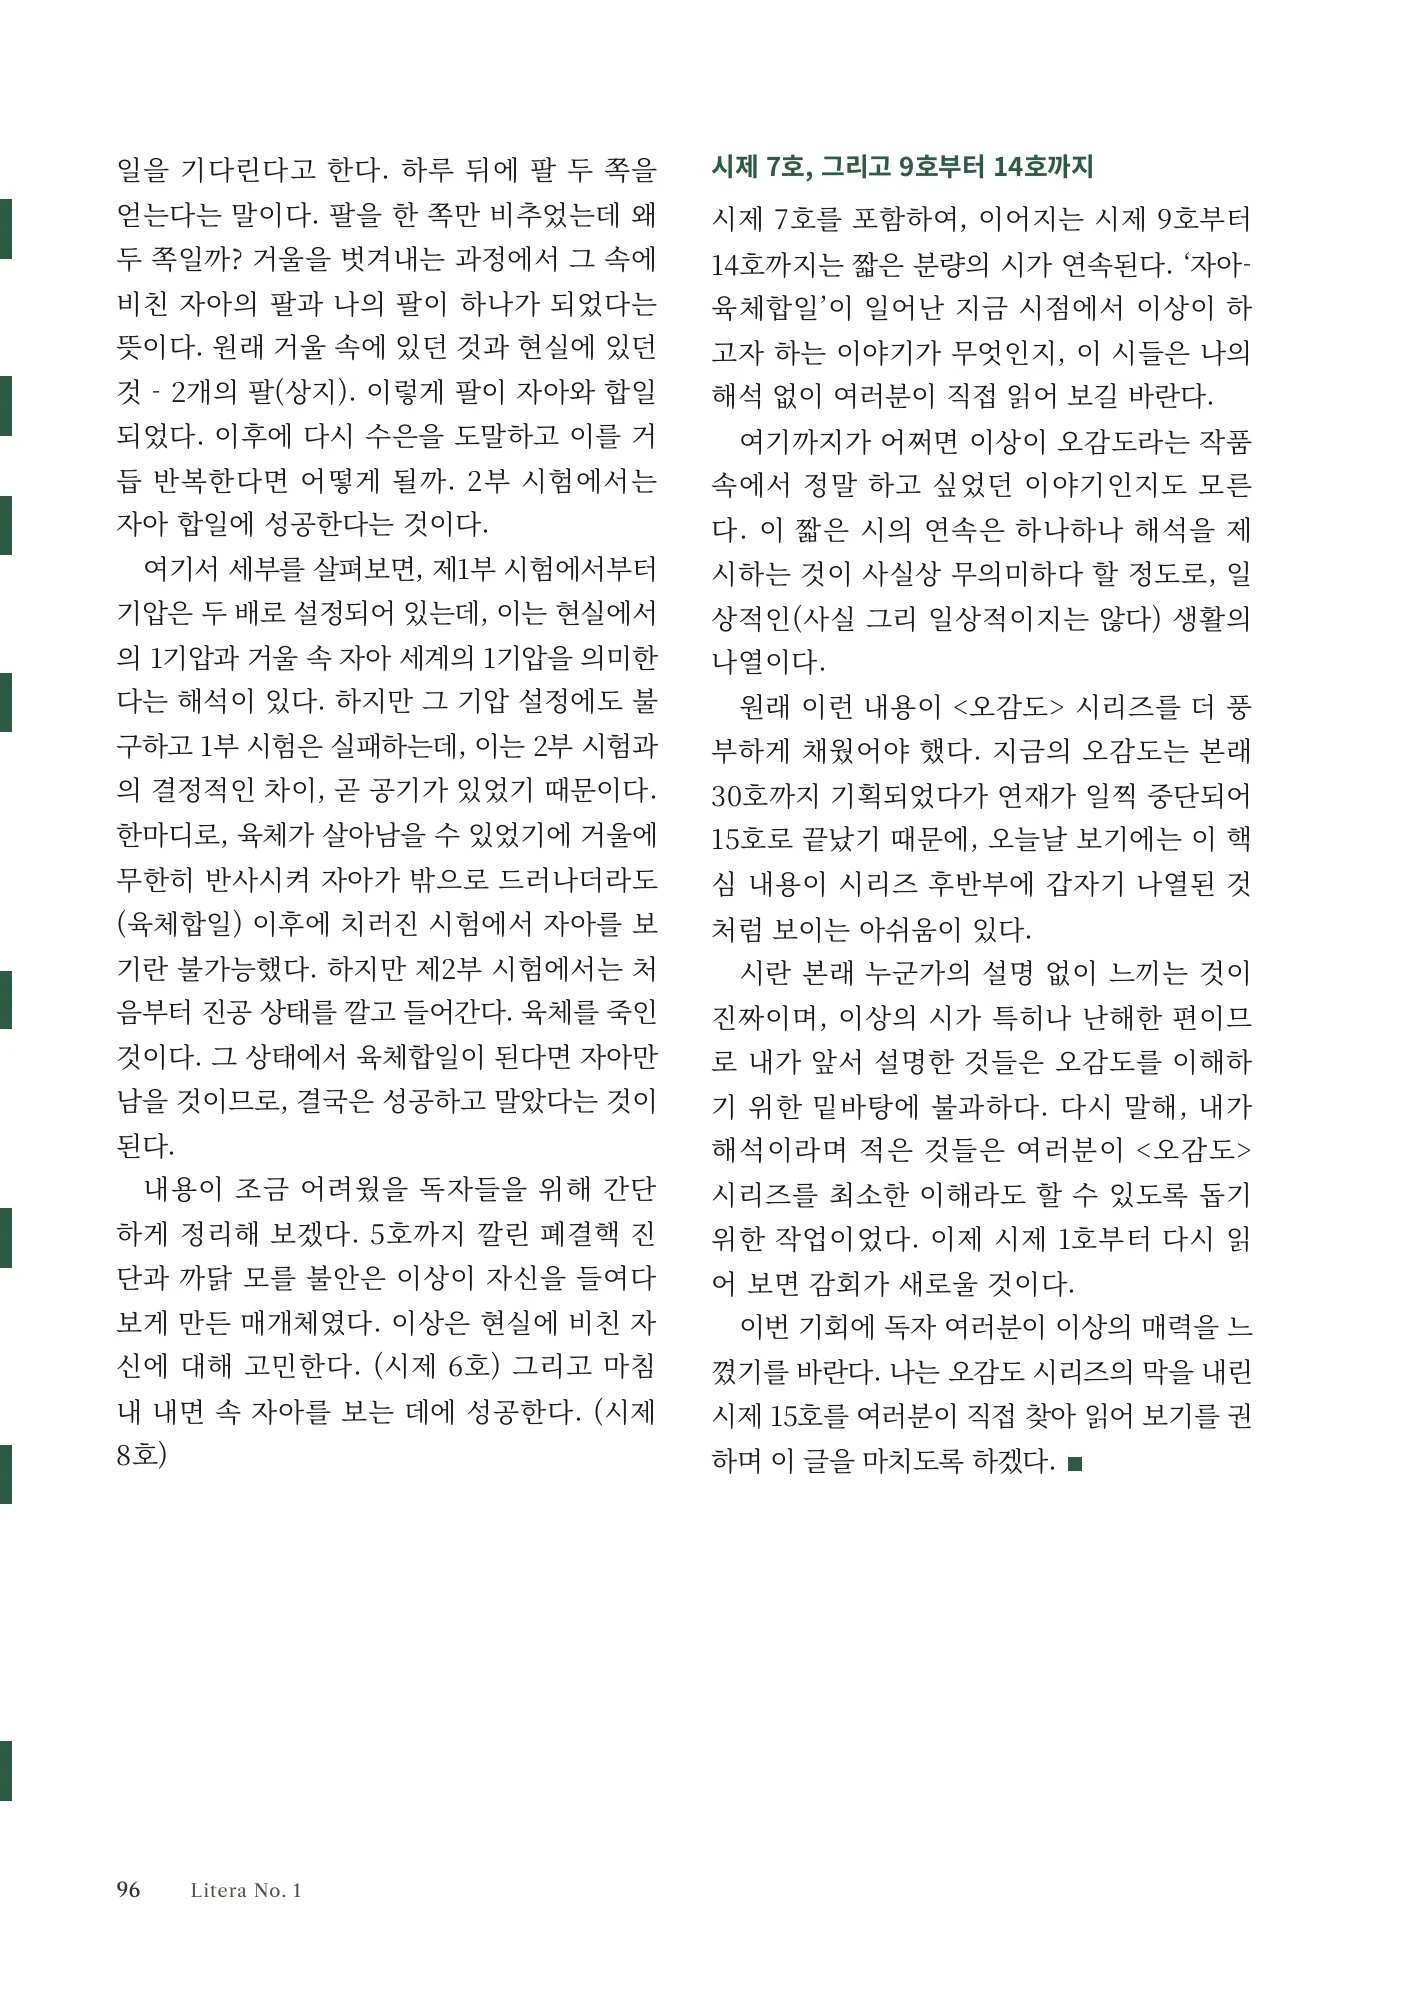 일을 기다린다고 한다. 하루 뒤에 팔 두 쪽을
얻는다는 말이다. 팔을 한 쪽만 비추었는데 왜
두 쪽일까? 거울을 벗겨내는 과정에서 그 속에
비친 자아의 팔과 나의 팔이 하나가 되었다는
뜻이다. 원래 거울 속에 있던 것과 현실에 있던
것 - 2개의 팔(상지). 이렇게 팔이 자아와 합일
되었다. 이후에 다시 수은을 도말하고 이를 거
듭 반복한다면 어떻게 될까. 2부 시험에서는
자아 합일에 성공한다는 것이다.
여기서 세부를 살펴보면, 제1부 시험에서부터
기압은 두 배로 설정되어 있는데, 이는 현실에서
의 1기압과 거울 속 자아 세계의 1기압을 의미한
다는 해석이 있다. 하지만 그 기압 설정에도 불
구하고 1부 시험은 실패하는데, 이는 2부 시험과
의 결정적인 차이, 곧 공기가 있었기 때문이다.
한마디로, 육체가 살아남을 수 있었기에 거울에
무한히 반사시켜 자아가 밖으로 드러나더라도
(육체합일) 이후에 치러진 시험에서 자아를 보
기란 불가능했다. 하지만 제2부 시험에서는 처
음부터 진공 상태를 깔고 들어간다. 육체를 죽인
것이다. 그 상태에서 육체합일이 된다면 자아만
남을 것이므로, 결국은 성공하고 말았다는 것이
된다.
내용이 조금 어려웠을 독자들을 위해 간단
하게 정리해 보겠다. 5호까지 깔린 폐결핵 진
단과 까닭 모를 불안은 이상이 자신을 들여다
보게 만든 매개체였다. 이상은 현실에 비친 자
신에 대해 고민한다. (시제 6호) 그리고 마침
내 내면 속 자아를 보는 데에 성공한다. (시제
8호)
시제 7호, 그리고 9호부터 14호까지
시제 7호를 포함하여, 이어지는 시제 9호부터
14호까지는 짧은 분량의 시가 연속된다. ‘자아-
육체합일’이 일어난 지금 시점에서 이상이 하
고자 하는 이야기가 무엇인지, 이 시들은 나의
해석 없이 여러분이 직접 읽어 보길 바란다.
여기까지가 어쩌면 이상이 오감도라는 작품
속에서 정말 하고 싶었던 이야기인지도 모른
다. 이 짧은 시의 연속은 하나하나 해석을 제
시하는 것이 사실상 무의미하다 할 정도로, 일
상적인(사실 그리 일상적이지는 않다) 생활의
나열이다.
원래 이런 내용이 <오감도> 시리즈를 더 풍
부하게 채웠어야 했다. 지금의 오감도는 본래
30호까지 기획되었다가 연재가 일찍 중단되어
15호로 끝났기 때문에, 오늘날 보기에는 이 핵
심 내용이 시리즈 후반부에 갑자기 나열된 것
처럼 보이는 아쉬움이 있다.
시란 본래 누군가의 설명 없이 느끼는 것이
진짜이며, 이상의 시가 특히나 난해한 편이므
로 내가 앞서 설명한 것들은 오감도를 이해하
기 위한 밑바탕에 불과하다. 다시 말해, 내가
해석이라며 적은 것들은 여러분이 <오감도>
시리즈를 최소한 이해라도 할 수 있도록 돕기
위한 작업이었다. 이제 시제 1호부터 다시 읽
어 보면 감회가 새로울 것이다.
이번 기회에 독자 여러분이 이상의 매력을 느
꼈기를 바란다. 나는 오감도 시리즈의 막을 내린
시제 15호를 여러분이 직접 찾아 읽어 보기를 권
하며 이 글을 마치도록 하겠다. ■
96 Litera No. 1